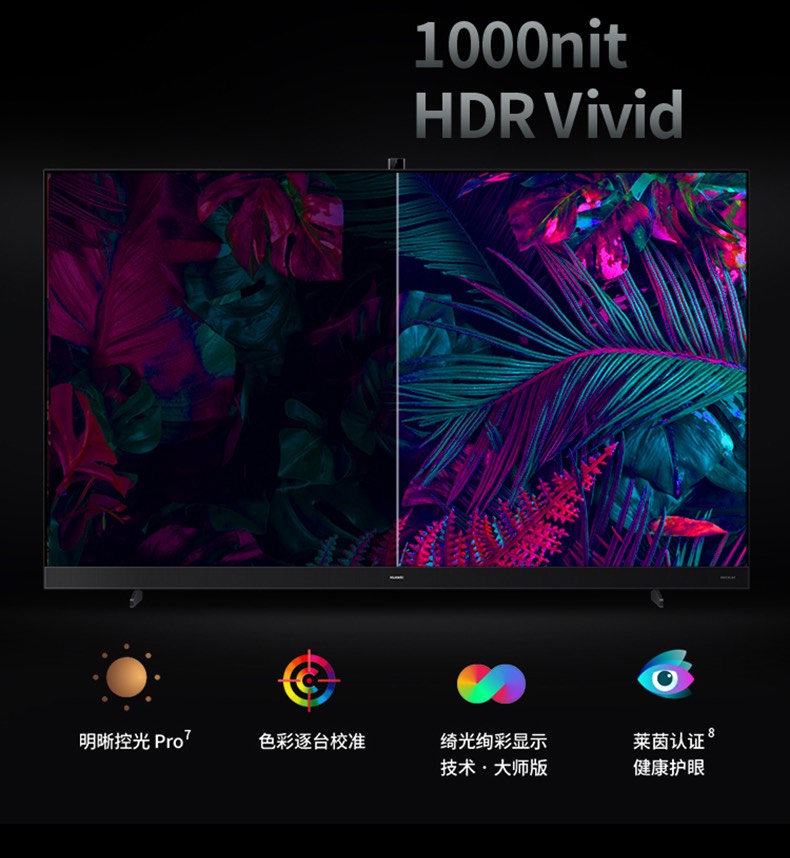 1000nit
HDR Vivid
HUAWEI
明晰控光 Pro7
色彩逐台校准
绮光绚彩显示
技术·大师版
莱茵认证8
健康护眼